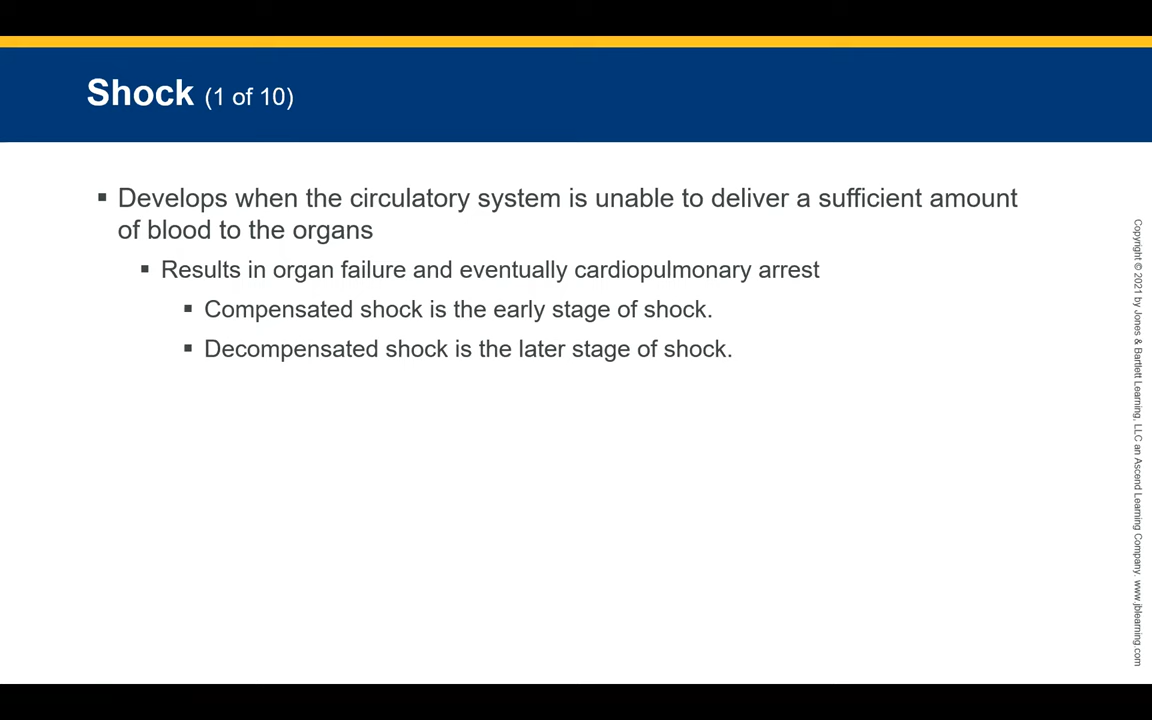 Shock (1 of 10)
▪ Develops when the circulatory system is unable to deliver a sufficient amount
of blood to the organs
▪ Results in organ failure and eventually cardiopulmonary arrest
▪ Compensated shock is the early stage of shock.
▪ Decompensated shock is the later stage of shock.
Copyright © 2021 by Jones & Bartlett Learning, LLC an Ascend Learning Company. www.jblearning.com